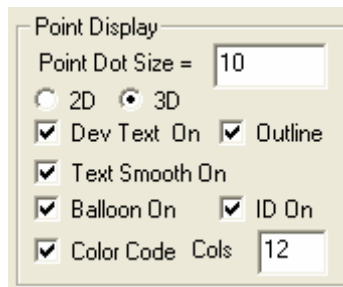 Point Display
Point Dot Size = 10
2D 3D
Dev Text On Outline
Text Smooth On
Balloon On ID On
Color Code Cols 12